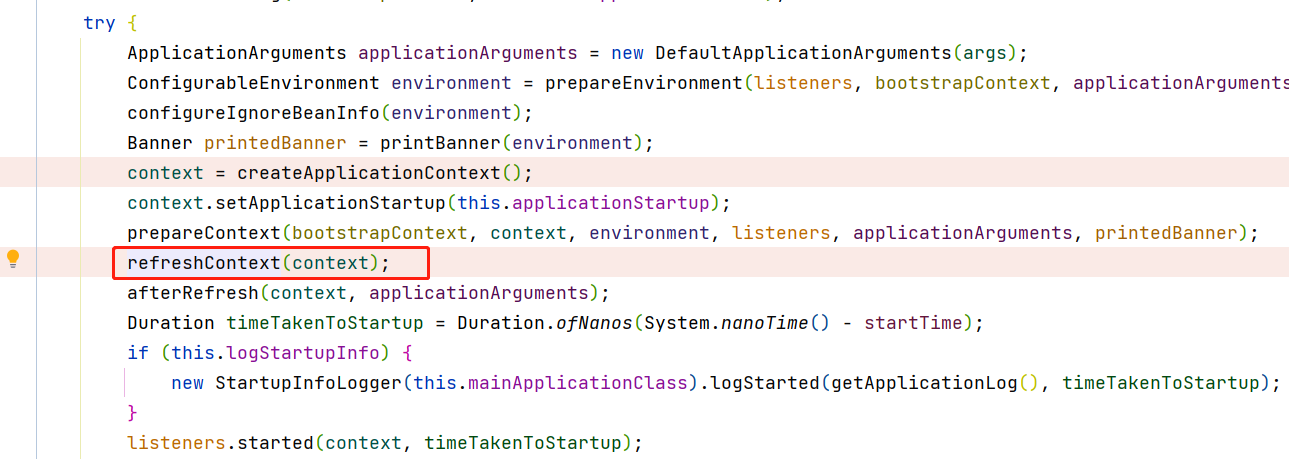 try {
ApplicationArguments applicationArguments = new DefaultApplicationArguments(args);
ConfigurableEnvironment environment = prepareEnvironment(listeners, bootstrapContext, applicationArguments
configureIgnoreBeanInfo(environment);
Banner printedBanner = printBanner(environment);
context = createApplicationContext();
context.setApplicationStartup(this.applicationStartup);
prepareContext(bootstrapContext, context, environment, listeners, applicationArguments, printedBanner);
refreshContext(context);
afterRefresh(context, applicationArguments);
Duration timeTakenToStartup = Duration.ofNanos(System.nanoTime() - startTime);
if (this.logStartupInfo) {
new StartupInfoLogger(this.mainApplicationClass).logStarted(getApplicationLog(), timeTakenToStartup);
}
listeners.started(context, timeTakenToStartup);